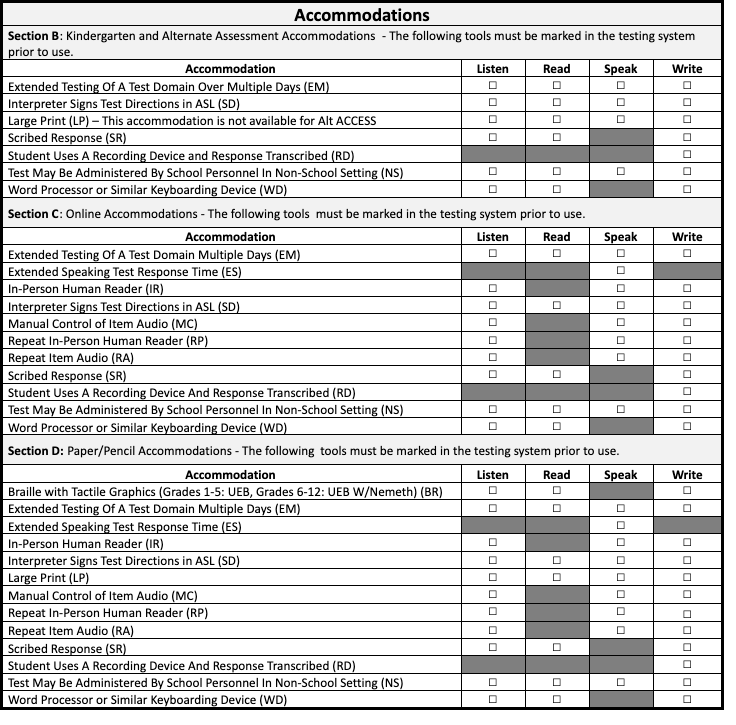 Accommodations
Section B: Kindergarten and Alternate Assessment Accommodations - The following tools must be marked in the testing system
prior to use.
Accommodation Listen Read Speak Write
Extended Testing Of A Test Domain Over Multiple Days (EM) ☐ ☐ ☐ ☐
Interpreter Signs Test Directions in ASL (SD) ☐ ☐ ☐ ☐
Large Print (LP) – This accommodation is not available for Alt ACCESS ☐ ☐ ☐ ☐
Scribed Response (SR) ☐ ☐ ☐
Student Uses A Recording Device and Response Transcribed (RD) ☐
Test May Be Administered By School Personnel In Non-School Setting (NS) ☐ ☐ ☐ ☐
Word Processor or Similar Keyboarding Device (WD) ☐ ☐ ☐
Section C: Online Accommodations - The following tools must be marked in the testing system prior to use.
Accommodation Listen Read Speak Write
Extended Testing Of A Test Domain Multiple Days (EM) ☐ ☐ ☐ ☐
Extended Speaking Test Response Time (ES) ☐
In-Person Human Reader (IR) ☐ ☐ ☐
Interpreter Signs Test Directions in ASL (SD) ☐ ☐ ☐ ☐
Manual Control of Item Audio (MC) ☐ ☐ ☐
Repeat In-Person Human Reader (RP) ☐ ☐ ☐
Repeat Item Audio (RA) ☐ ☐ ☐
Scribed Response (SR) ☐ ☐ ☐
Student Uses A Recording Device And Response Transcribed (RD) ☐
Test May Be Administered By School Personnel In Non-School Setting (NS) ☐ ☐ ☐ ☐
Word Processor or Similar Keyboarding Device (WD) ☐ ☐ ☐
Section D: Paper/Pencil Accommodations - The following tools must be marked in the testing system prior to use.
Accommodation Listen Read Speak Write
Braille with Tactile Graphics (Grades 1-5: UEB, Grades 6-12: UEB W/Nemeth) (BR) ☐ ☐ ☐
Extended Testing Of A Test Domain Multiple Days (EM) ☐ ☐ ☐ ☐
Extended Speaking Test Response Time (ES) ☐
In-Person Human Reader (IR) ☐ ☐ ☐
Interpreter Signs Test Directions in ASL (SD) ☐ ☐ ☐ ☐
Large Print (LP) ☐ ☐ ☐ ☐
Manual Control of Item Audio (MC) ☐ ☐ ☐
Repeat In-Person Human Reader (RP) ☐ ☐ ☐
Repeat Item Audio (RA) ☐ ☐ ☐
Scribed Response (SR) ☐ ☐ ☐
Student Uses A Recording Device And Response Transcribed (RD) ☐
Test May Be Administered By School Personnel In Non-School Setting (NS) ☐ ☐ ☐ ☐
Word Processor or Similar Keyboarding Device (WD) ☐ ☐ ☐